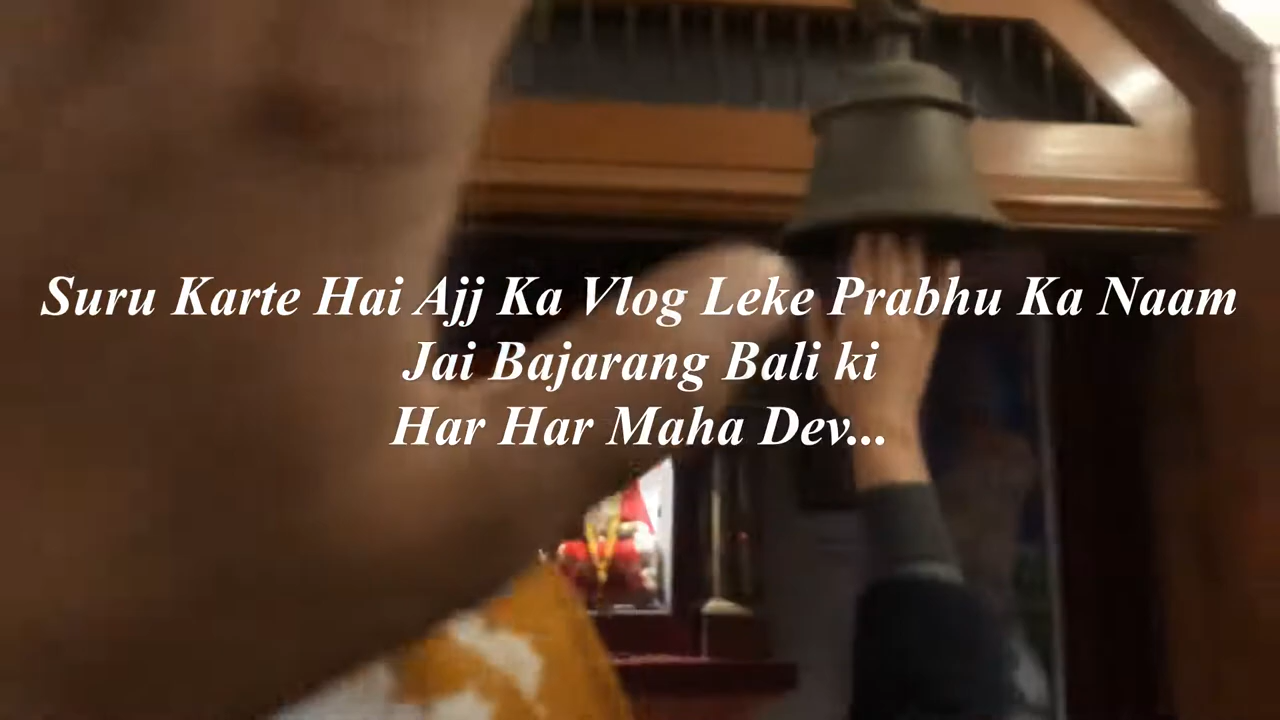 Suru Karte Hai Ajj Ka Vlog Leke Prabhu Ka Naam
Jai Bajarang Bali ki
Har Har Maha Dev...